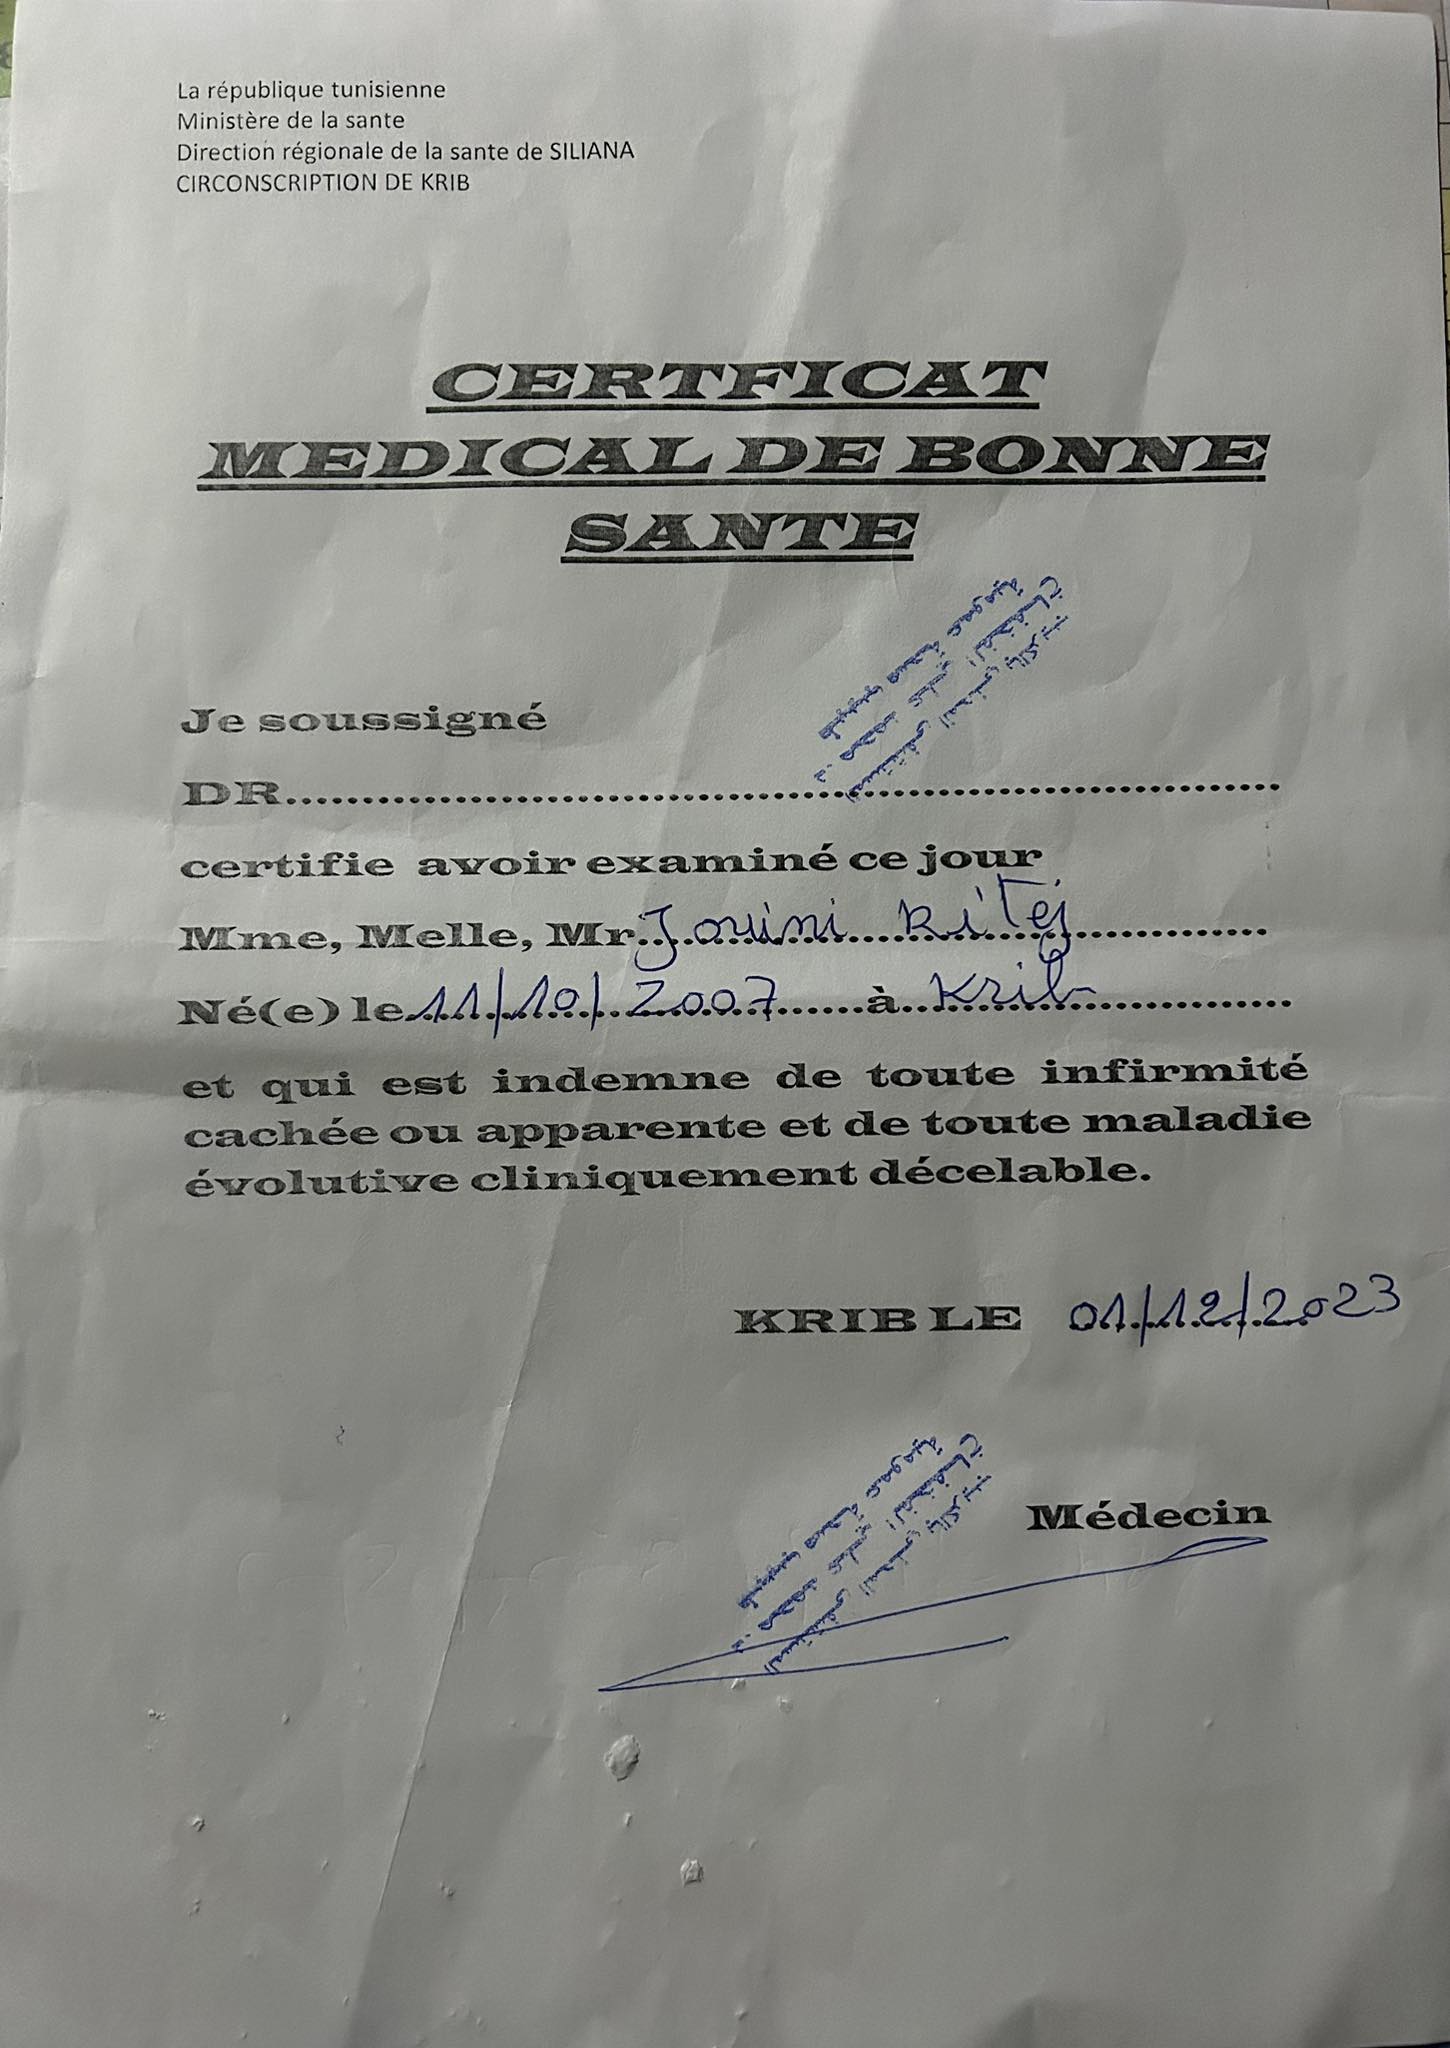 La république tunisienne
Ministère de la sante
Direction régionale de la sante de SILIANA
CIRCONSCRIPTION DE KRIB
CERTFICAT
MEDICAL DE BONNE
SANTE
Je soussigné
DR..............................................................................
certifie avoir examiné ce jour
Mme, Melle, Mr...Jouini Ritej...............
Né(e) le 11/10/2007......à..Krib...............
et qui est indemne de toute infirmité
cachée ou apparente et de toute maladie
évolutive cliniquement décelable.
KRIB LE 01/12/2023
Médecin